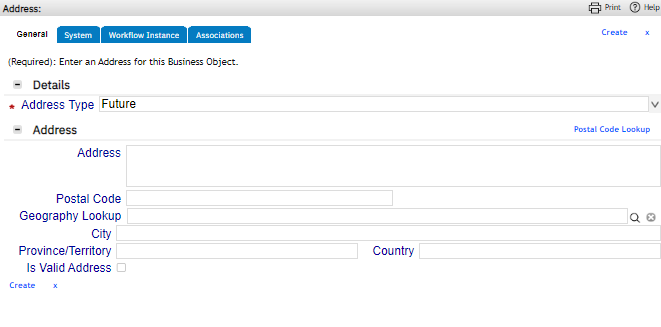 Address: Print Help
General System Workflow Instance Associations Create x
(Required): Enter an Address for this Business Object.
Details
* Address Type Future
Address Postal Code Lookup
Address
Postal Code
Geography Lookup
City
Province/Territory Country
Is Valid Address
Create x